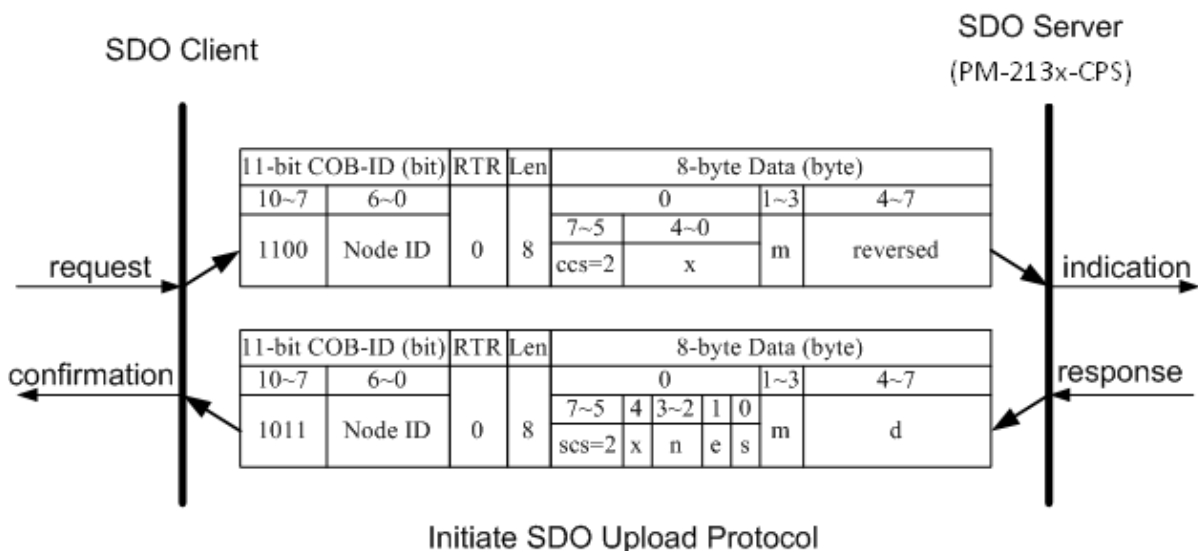 SDO Client
SDO Server
(PM-213x-CPS)
11-bit COB-ID (bit) RTR Len 8-byte Data (byte)
10~7 6~0 0 1~3 4~7
7~5 4~0
1100 Node ID 0 8 m reversed
ccs=2 x
request
indication
11-bit COB-ID (bit) RTR Len 8-byte Data (byte)
10~7 6~0 0 1~3 4~7
7~5 4 3~2 1 0
1011 Node ID 0 8 m d
scs=2 x n e s
confirmation
response
Initiate SDO Upload Protocol